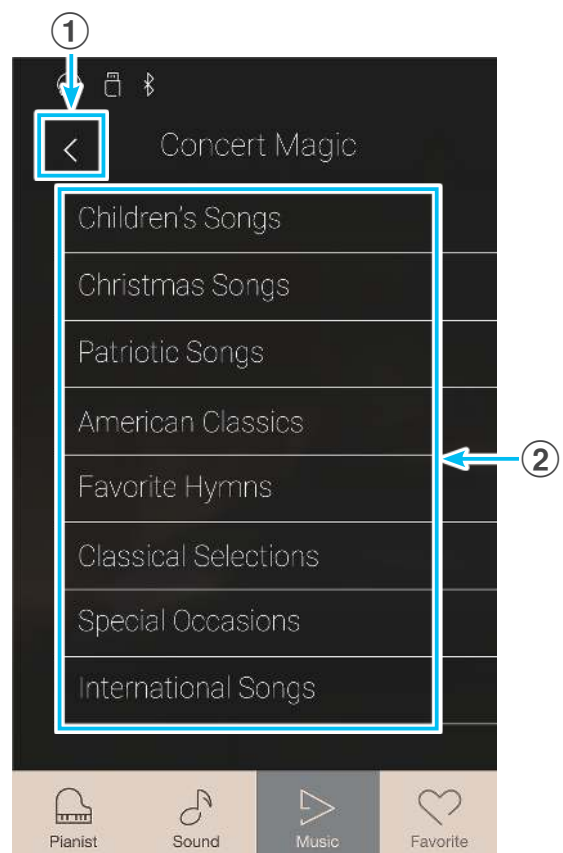 ①
Concert Magic
Children's Songs
Christmas Songs
Patriotic Songs
American Classics
②
Favorite Hymns
Classical Selections
Special Occasions
International Songs
Pianist Sound Music Favorite